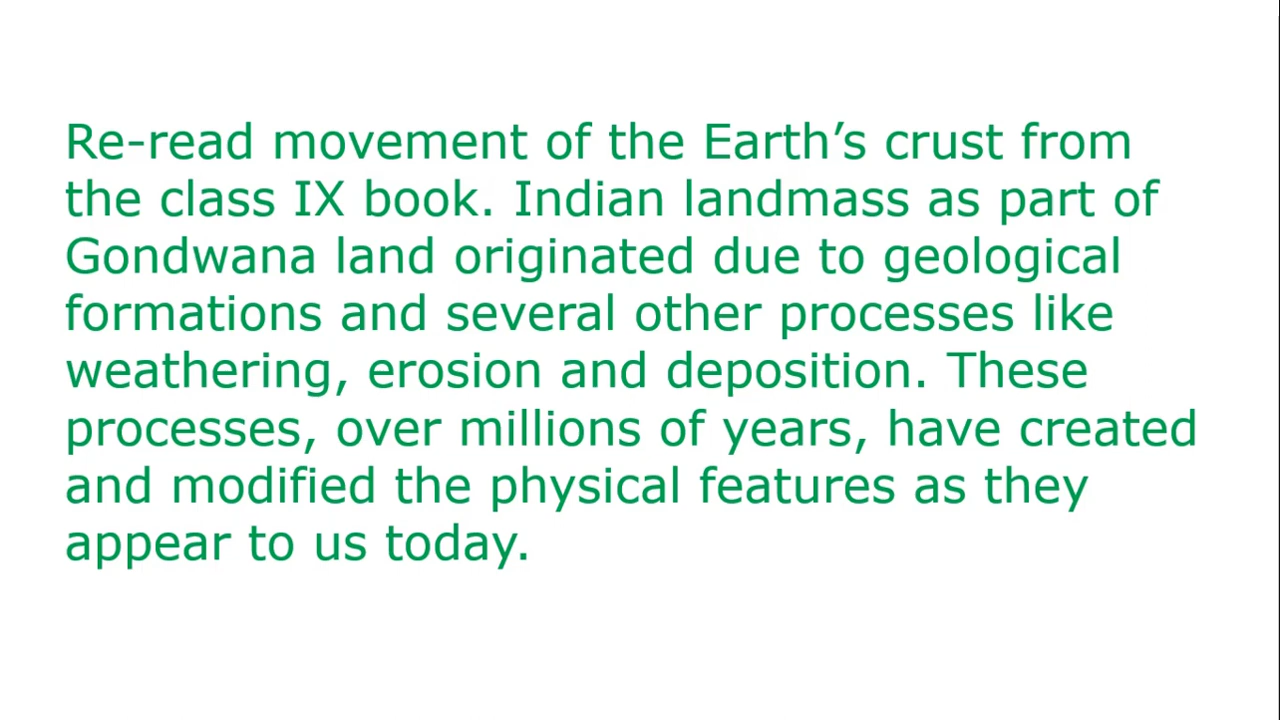 Re-read movement of the Earth’s crust from
the class IX book. Indian landmass as part of
Gondwana land originated due to geological
formations and several other processes like
weathering, erosion and deposition. These
processes, over millions of years, have created
and modified the physical features as they
appear to us today.